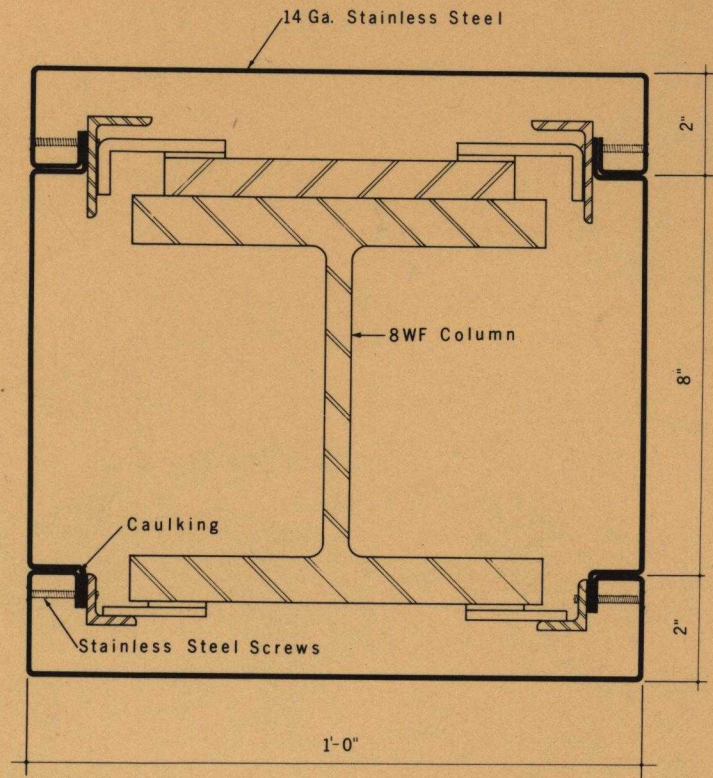 14 Ga. Stainless Steel
2"
8WF Column
8"
Caulking
Stainless Steel Screws
2"
1'-0"